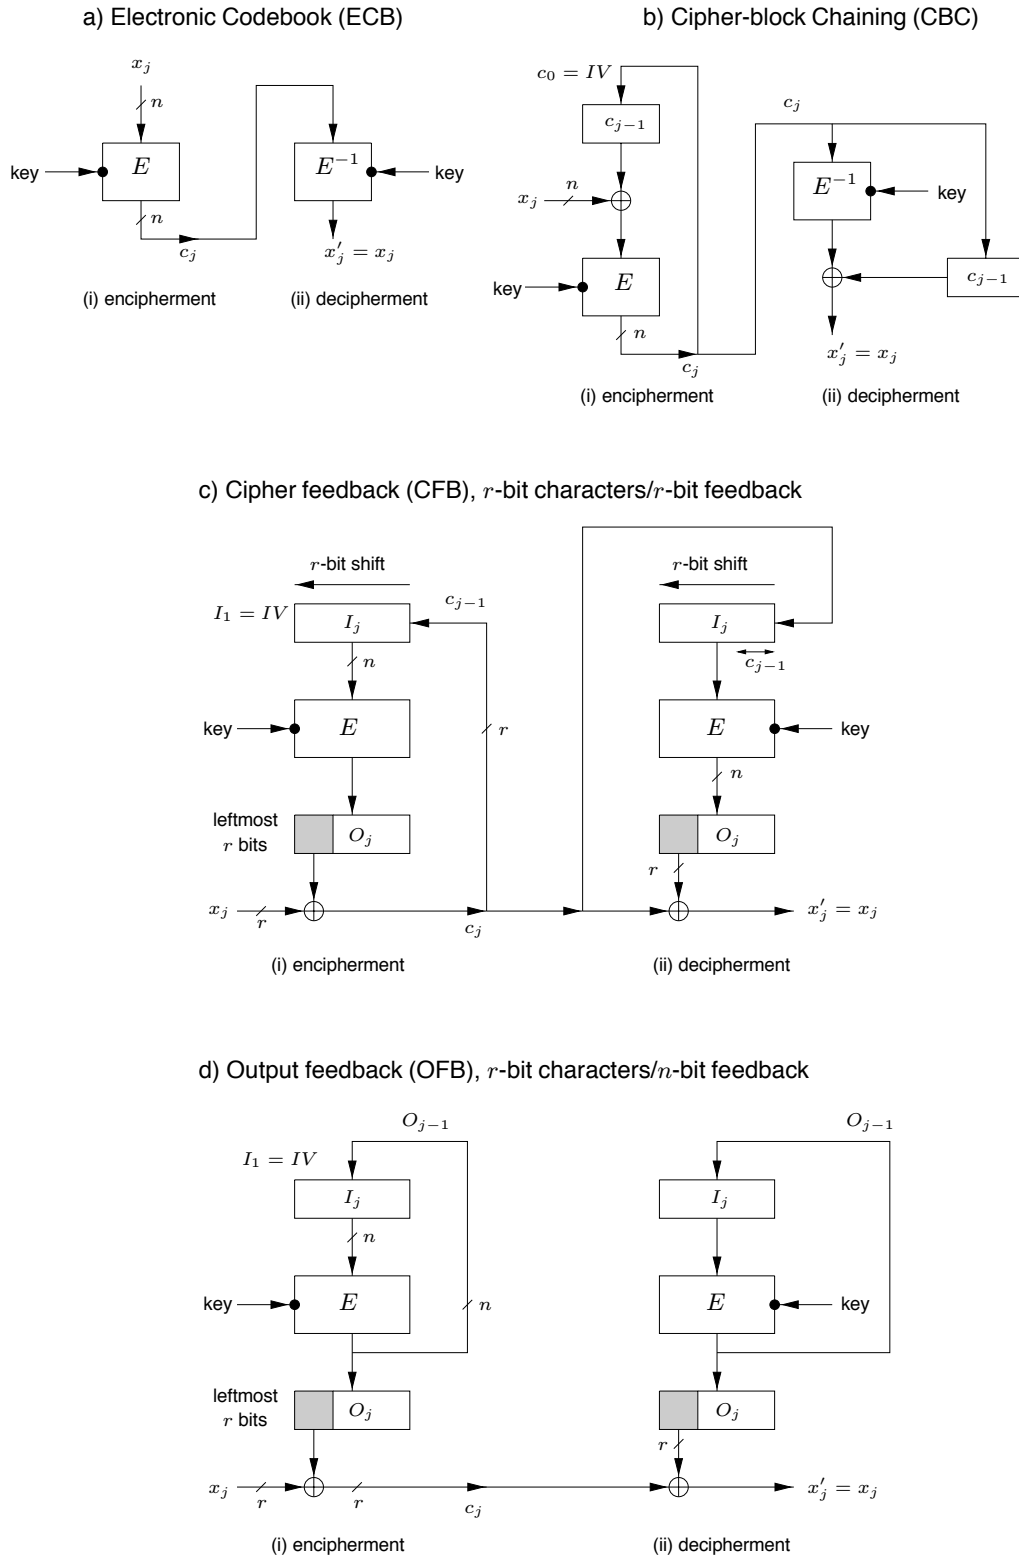 a) Electronic Codebook (ECB)
x_j
n
key
E
n
c_j
E^{-1}
key
x'_j = x_j
(i) encipherment
(ii) decipherment
b) Cipher-block Chaining (CBC)
c_0 = IV
c_{j-1}
x_j
n
key
E
n
c_j
c_j
E^{-1}
key
c_{j-1}
x'_j = x_j
(i) encipherment
(ii) decipherment
c) Cipher feedback (CFB), r-bit characters/r-bit feedback
r-bit shift
I_1 = IV
I_j
c_{j-1}
n
key
E
r
leftmost
r bits
O_j
x_j
r
c_j
(i) encipherment
r-bit shift
I_j
c_{j-1}
E
key
n
O_j
r
x'_j = x_j
(ii) decipherment
d) Output feedback (OFB), r-bit characters/n-bit feedback
O_{j-1}
I_1 = IV
I_j
n
key
E
n
leftmost
r bits
O_j
x_j
r
r
c_j
(i) encipherment
O_{j-1}
I_j
E
key
O_j
r
x'_j = x_j
(ii) decipherment